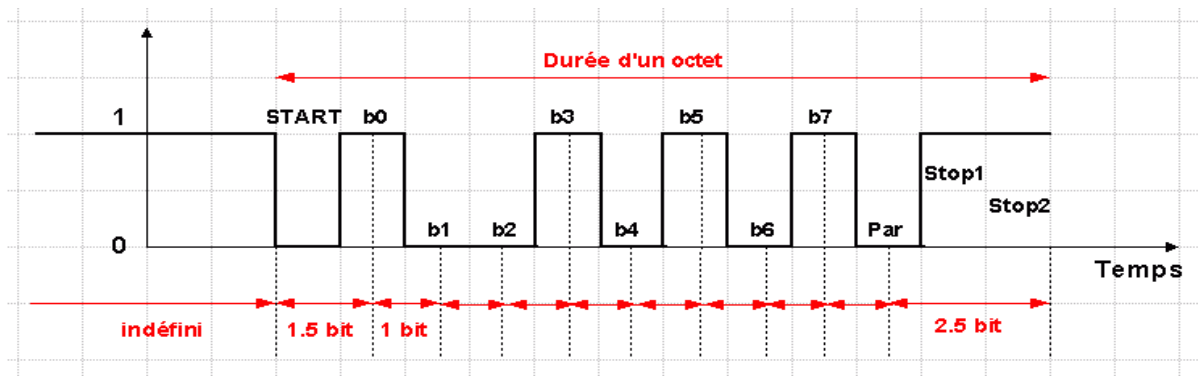 Durée d'un octet
1 START b0 b3 b5 b7
Stop1
Stop2
b1 b2 b4 b6 Par
0
Temps
indéfini 1.5 bit 1 bit 2.5 bit